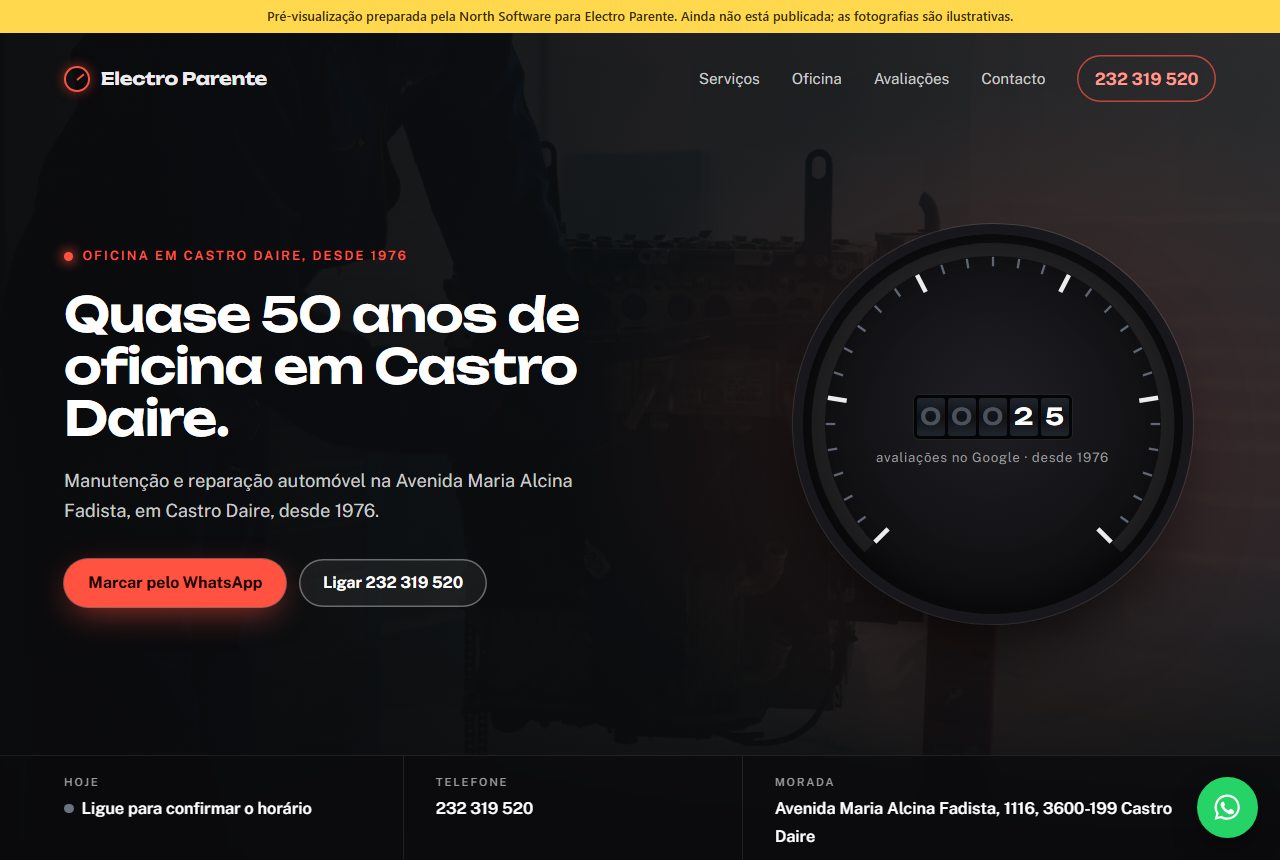 Pré-visualização preparada pela North Software para Electro Parente. Ainda não está publicada; as fotografias são ilustrativas.
Electro Parente
Serviços
Oficina
Avaliações
Contacto
232 319 520
OFICINA EM CASTRO DAIRE, DESDE 1976
Quase 50 anos de
oficina em Castro
Daire.
Manutenção e reparação automóvel na Avenida Maria Alcina
Fadista, em Castro Daire, desde 1976.
Marcar pelo WhatsApp
Ligar 232 319 520
00025
avaliações no Google · desde 1976
HOJE
Ligue para confirmar o horário
TELEFONE
232 319 520
MORADA
Avenida Maria Alcina Fadista, 1116, 3600-199 Castro
Daire